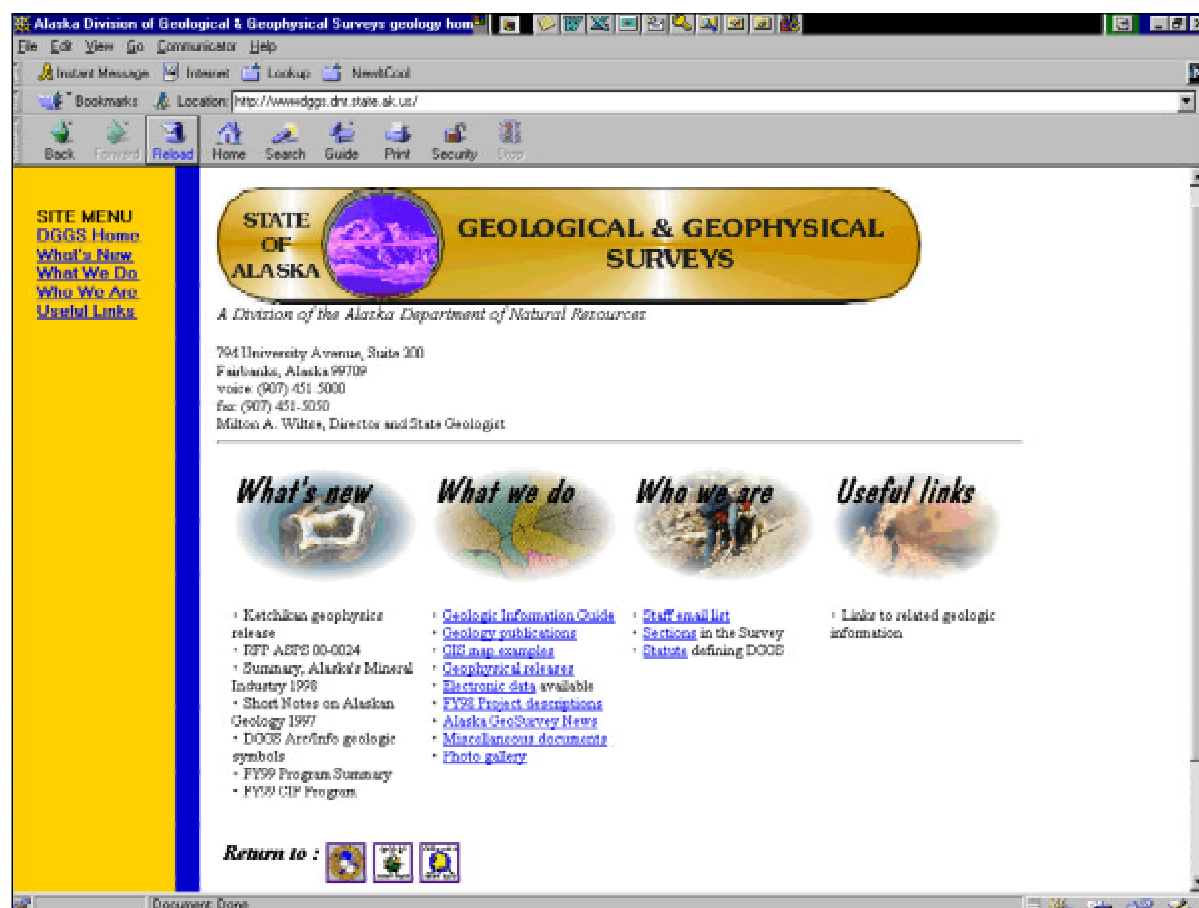 Alaska Division of Geological & Geophysical Surveys geology hom
File Edit View Go Communicator Help
Instant Message Internet Lookup New&Cool
Bookmarks Location: http://wwwdggs.dnr.state.ak.us/
Back Forward Reload Home Search Guide Print Security Stop
SITE MENU
DGGS Home
What's New
What We Do
Who We Are
Useful Links
STATE
OF
ALASKA
GEOLOGICAL & GEOPHYSICAL
SURVEYS
A Division of the Alaska Department of Natural Resources
794 University Avenue, Suite 200
Fairbanks, Alaska 99709
voice: (907) 451-5000
fax: (907) 451-5050
Milton A. Wiltse, Director and State Geologist
What's new
· Ketchikan geophysics
release
· RFP ASPS 00-0024
· Summary, Alaska's Mineral
Industry 1998
· Short Notes on Alaskan
Geology 1997
· DGGS Arc/Info geologic
symbols
· FY99 Program Summary
· FY99 CIP Program
What we do
· Geologic Information Guide
· Geology publications
· GIS map examples
· Geophysical releases
· Electronic data available
· FY98 Project descriptions
· Alaska GeoSurvey News
· Miscellaneous documents
· Photo gallery
Who we are
· Staff email list
· Sections in the Survey
· Statute defining DGGS
Useful links
· Links to related geologic
information
Return to :
Document: Done